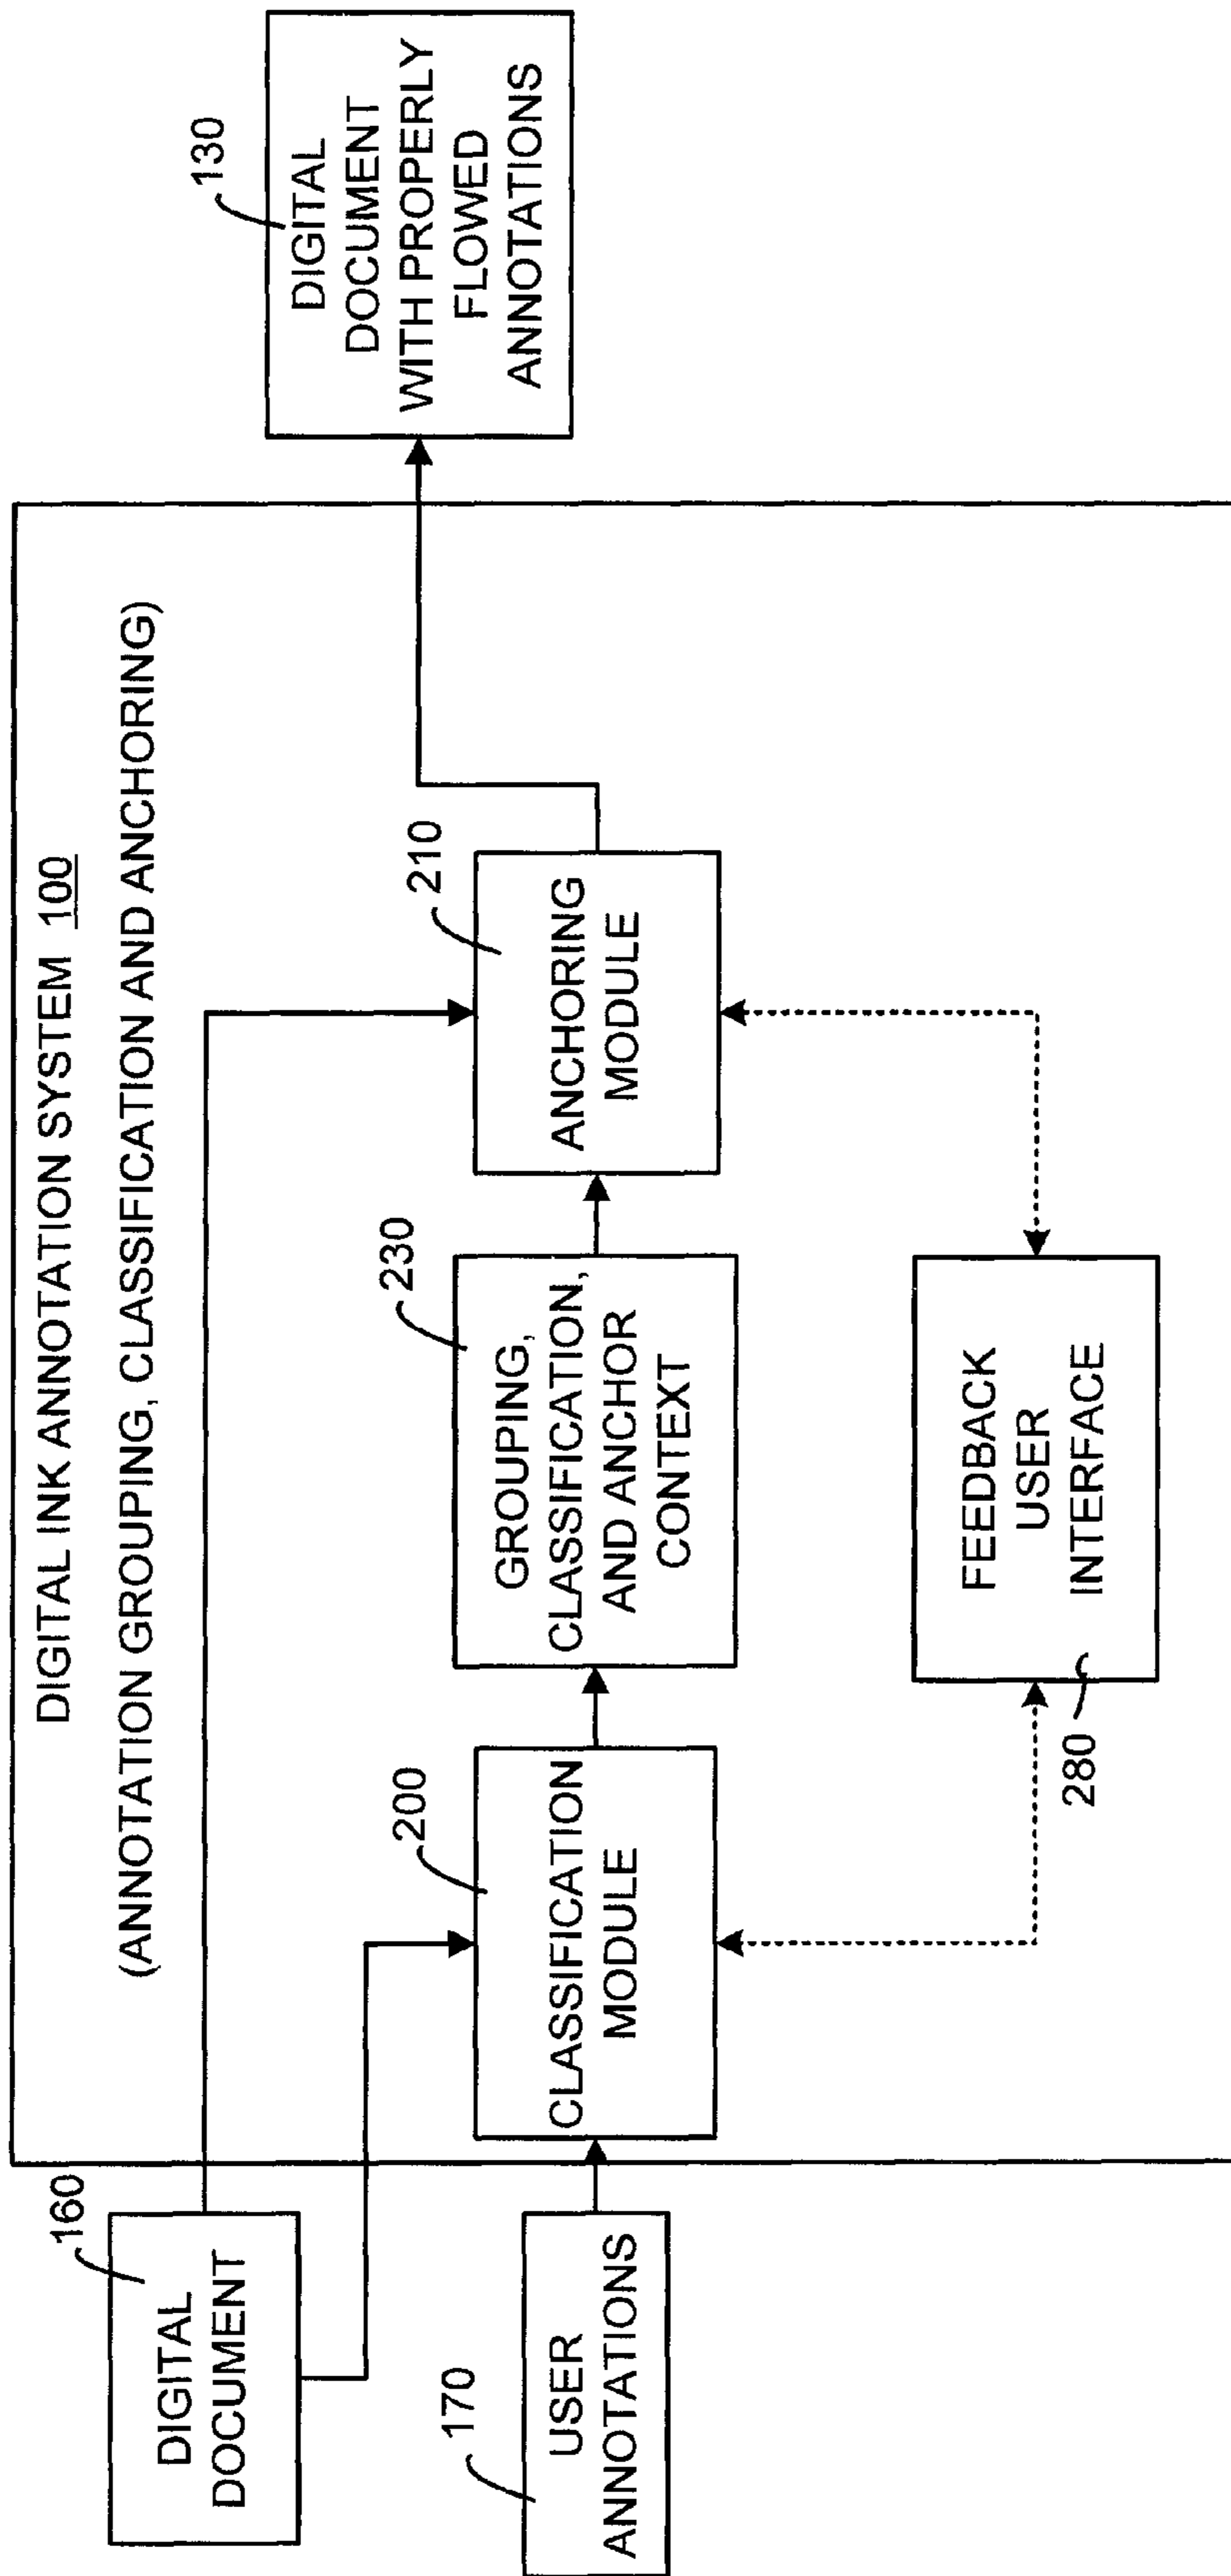 DIGITAL INK ANNOTATION SYSTEM 100
(ANNOTATION GROUPING, CLASSIFICATION AND ANCHORING)
160
DIGITAL
DOCUMENT
170
USER
ANNOTATIONS
200
CLASSIFICATION
MODULE
230
GROUPING,
CLASSIFICATION,
AND ANCHOR
CONTEXT
210
ANCHORING
MODULE
280
FEEDBACK
USER
INTERFACE
130
DIGITAL
DOCUMENT
WITH PROPERLY
FLOWED
ANNOTATIONS